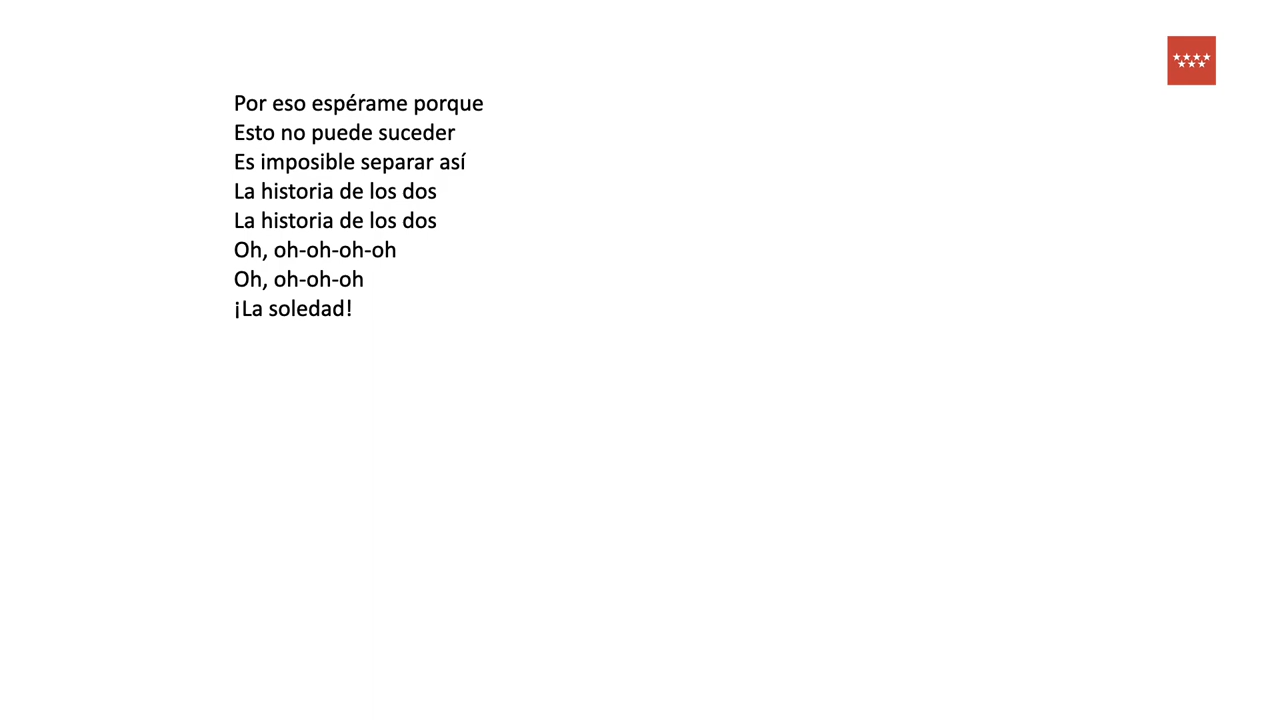 Por eso espérame porque
Esto no puede suceder
Es imposible separar así
La historia de los dos
La historia de los dos
Oh, oh-oh-oh-oh
Oh, oh-oh-oh
¡La soledad!